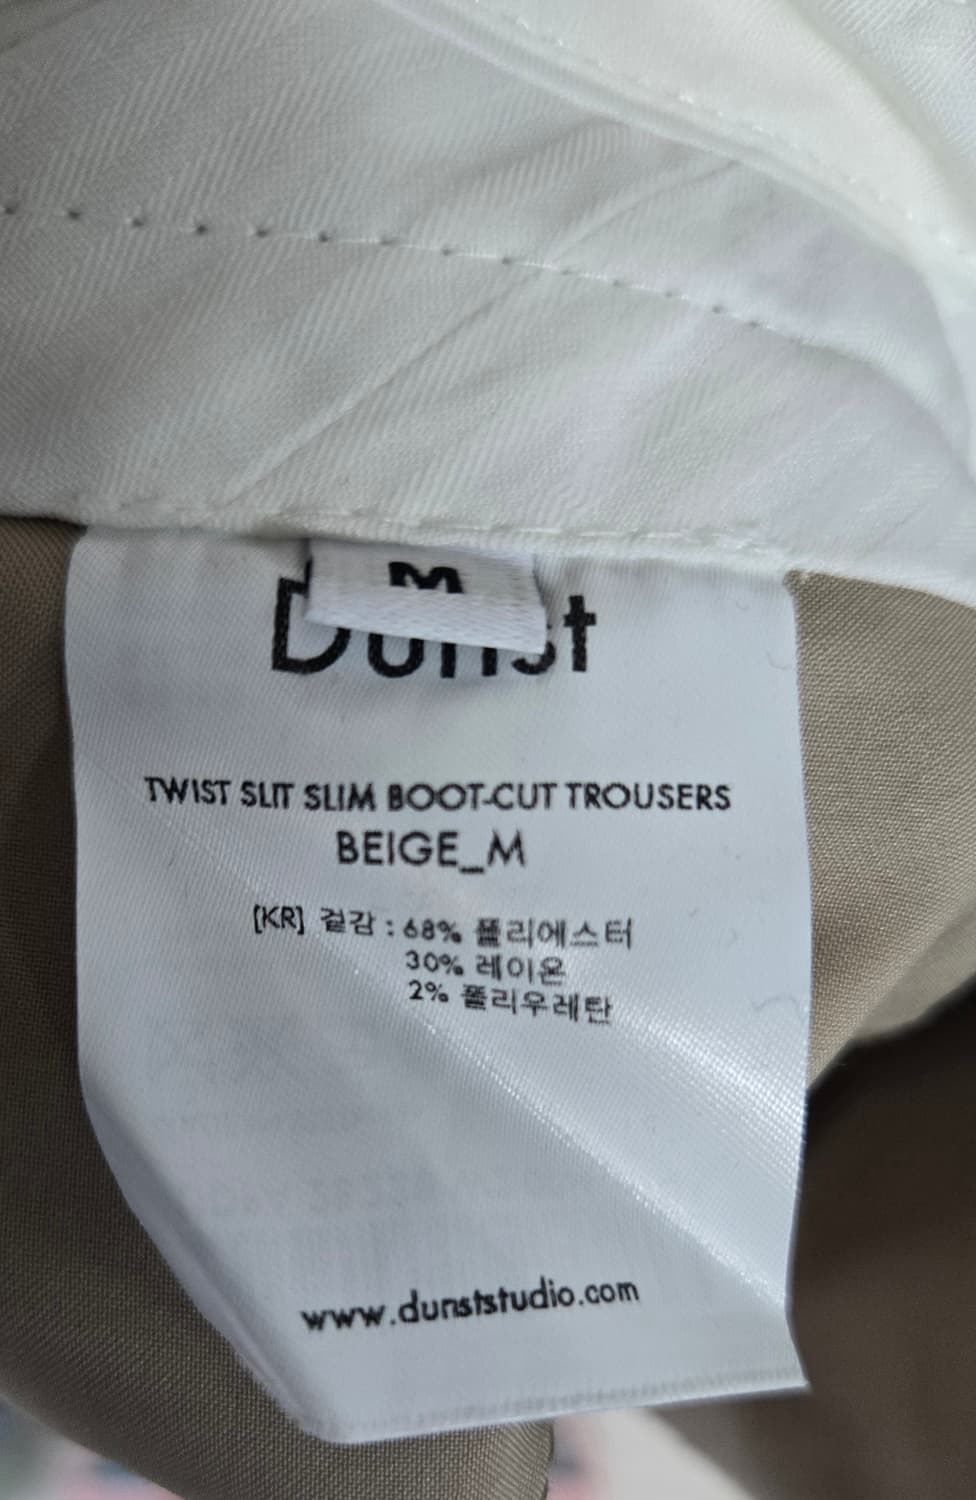 M
Dunst
TWIST SLIT SLIM BOOT-CUT TROUSERS
BEIGE_M
[KR] 겉감 : 68% 폴리에스터
30% 레이온
2% 폴리우레탄
www.dunststudio.com